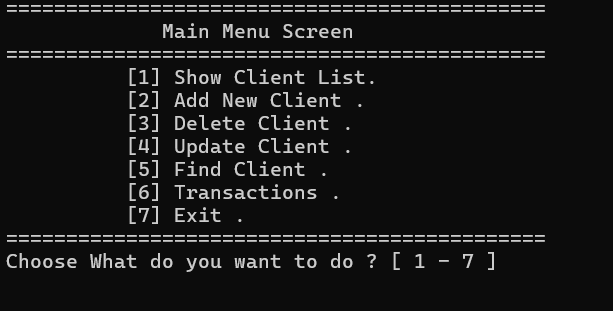 =============================================
Main Menu Screen
=============================================
[1] Show Client List.
[2] Add New Client .
[3] Delete Client .
[4] Update Client .
[5] Find Client .
[6] Transactions .
[7] Exit .
=============================================
Choose What do you want to do ? [ 1 - 7 ]